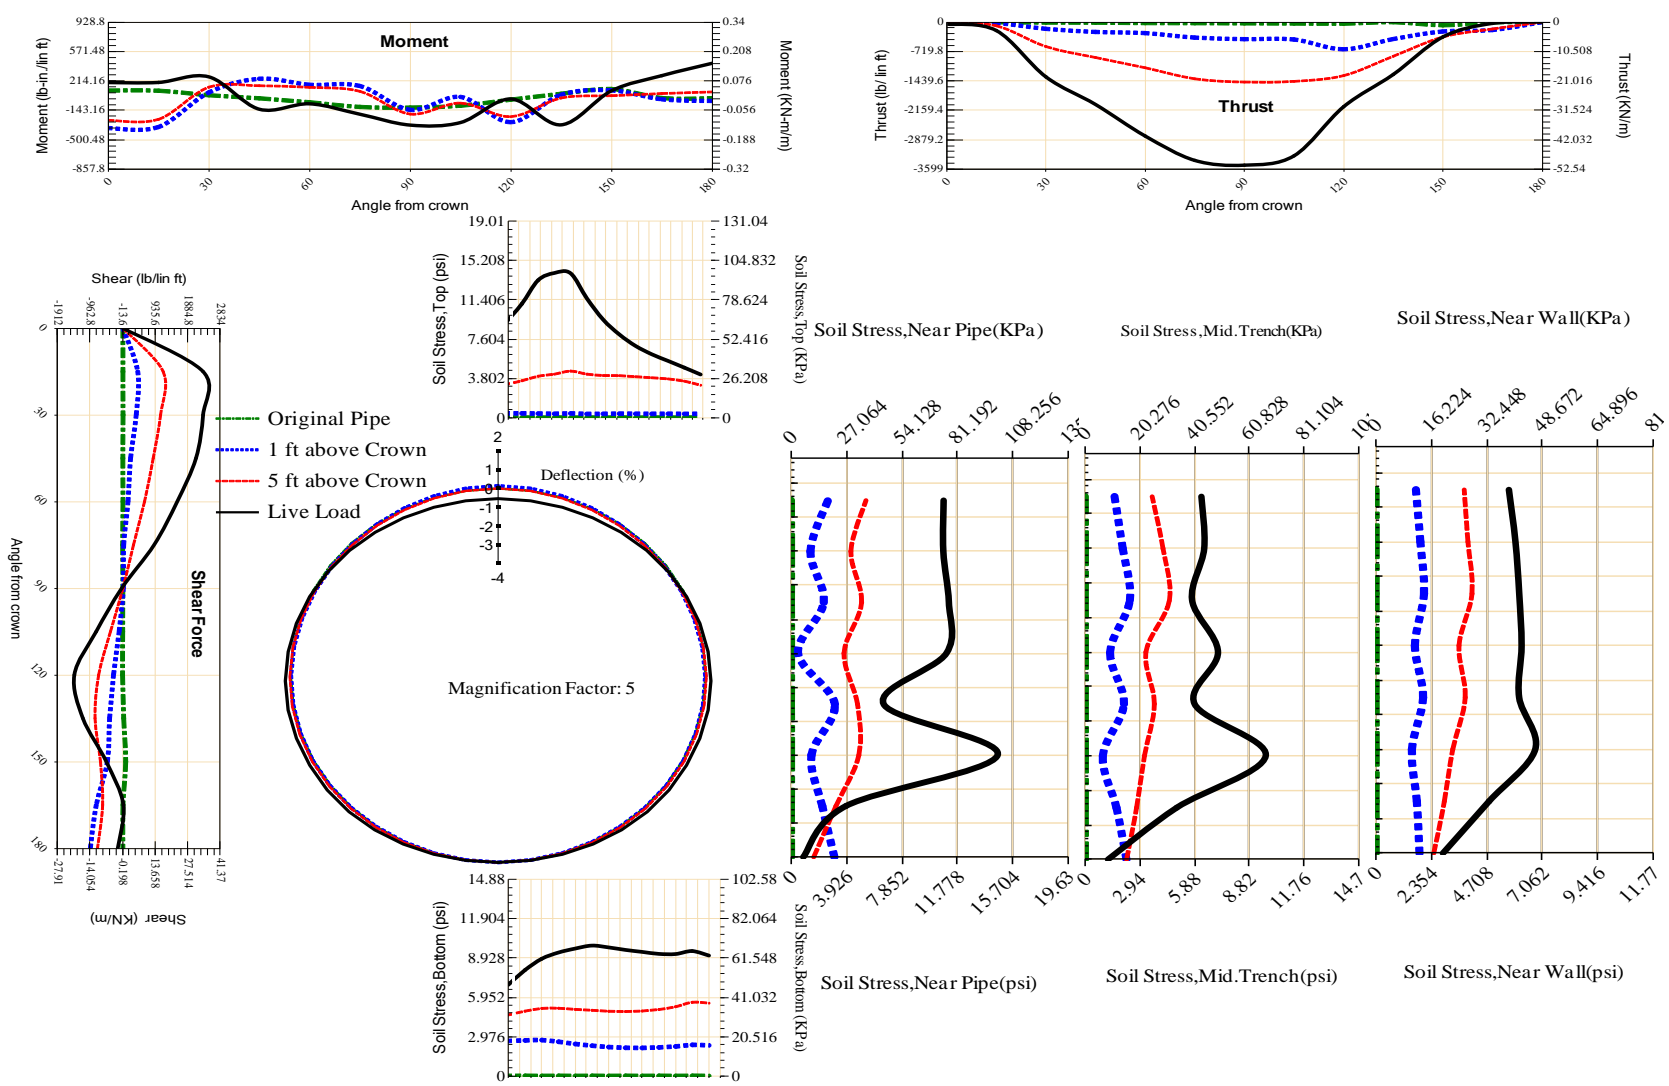 Moment
Moment (lb-in /lin ft)
928.8
571.48
214.16
-143.16
-500.48
-857.8
0.34
0.208
0.076
-0.056
-0.188
-0.32
Moment (KN-m/m)
0 30 60 90 120 150 180
Angle from crown
Thrust
Thrust (lb/ lin ft)
0
-719.8
-1439.6
-2159.4
-2879.2
-3599
0
-10.508
-21.016
-31.524
-42.032
-52.54
Thrust (KN/m)
0 30 60 90 120 150 180
Angle from crown
Soil Stress,Top (psi)
19.01
15.208
11.406
7.604
3.802
0
131.04
104.832
78.624
52.416
26.208
0
Soil Stress,Top (KPa)
Shear (lb/lin ft)
-1912 -962.8 -13.6 935.6 1884.8 2834
0
30
60
90
120
150
180
Angle from crown
Shear Force
-27.91 -14.054 -0.198 13.658 27.514 41.37
Shear (KN/m)
Original Pipe
1 ft above Crown
5 ft above Crown
Live Load
2
1
0
-1
-2
-3
-4
Deflection (%)
Magnification Factor: 5
Soil Stress,Bottom (psi)
14.88
11.904
8.928
5.952
2.976
0
102.58
82.064
61.548
41.032
20.516
0
Soil Stress,Bottom (KPa)
Soil Stress,Near Pipe(KPa)
0 27.064 54.128 81.192 108.256
0 3.926 7.852 11.778 15.704 19.63
Soil Stress,Near Pipe(psi)
Soil Stress,Mid.Trench(KPa)
0 20.276 40.552 60.828 81.104
0 2.94 5.88 8.82 11.76 14.7
Soil Stress,Mid.Trench(psi)
Soil Stress,Near Wall(KPa)
0 16.224 32.448 48.672 64.896 81
0 2.354 4.708 7.062 9.416 11.77
Soil Stress,Near Wall(psi)